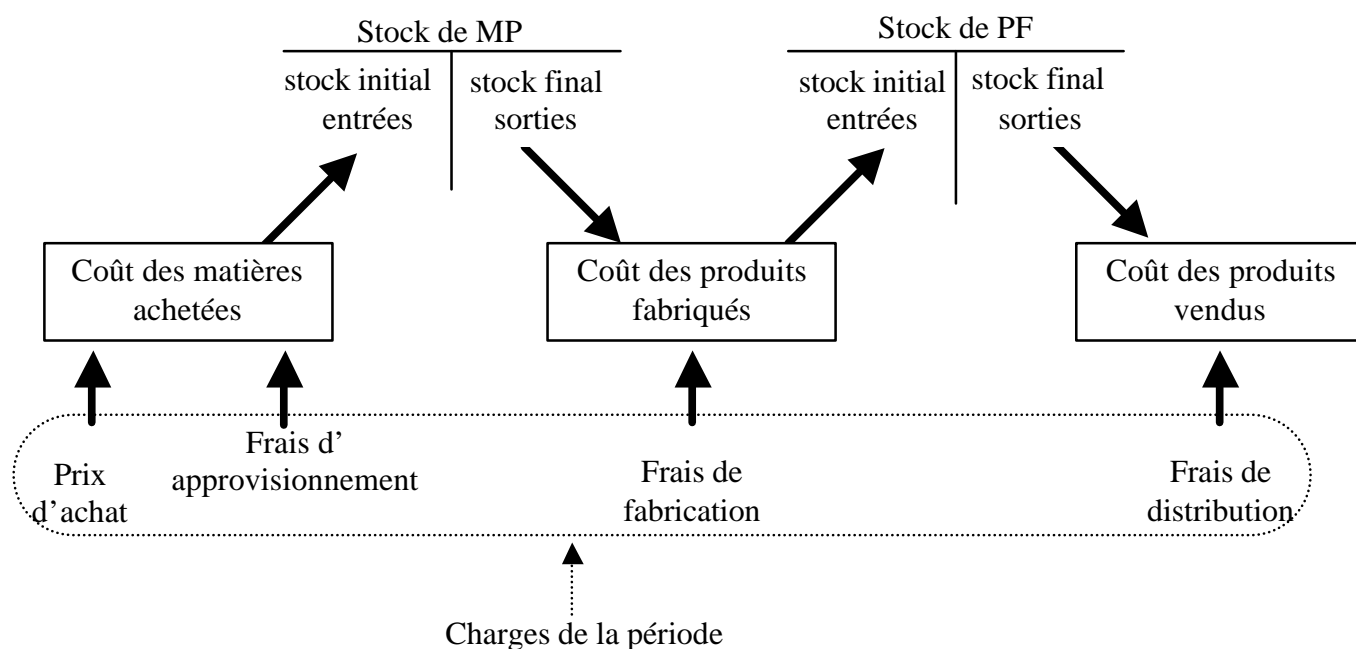 Stock de MP
stock initial
entrées
stock final
sorties
Stock de PF
stock initial
entrées
stock final
sorties
Coût des matières
achetées
Coût des produits
fabriqués
Coût des produits
vendus
Prix
d’achat
Frais d’
approvisionnement
Frais de
fabrication
Frais de
distribution
Charges de la période